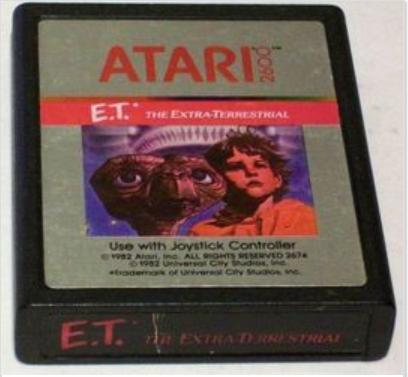 ATARI 2600™
E.T.* THE EXTRA-TERRESTRIAL
Use with Joystick Controller
© 1982 Atari, Inc. ALL RIGHTS RESERVED 2674
© 1982 Universal City Studios, Inc.
*Trademark of Universal City Studios, Inc.
E.T. THE EXTRA-TERRESTRIAL